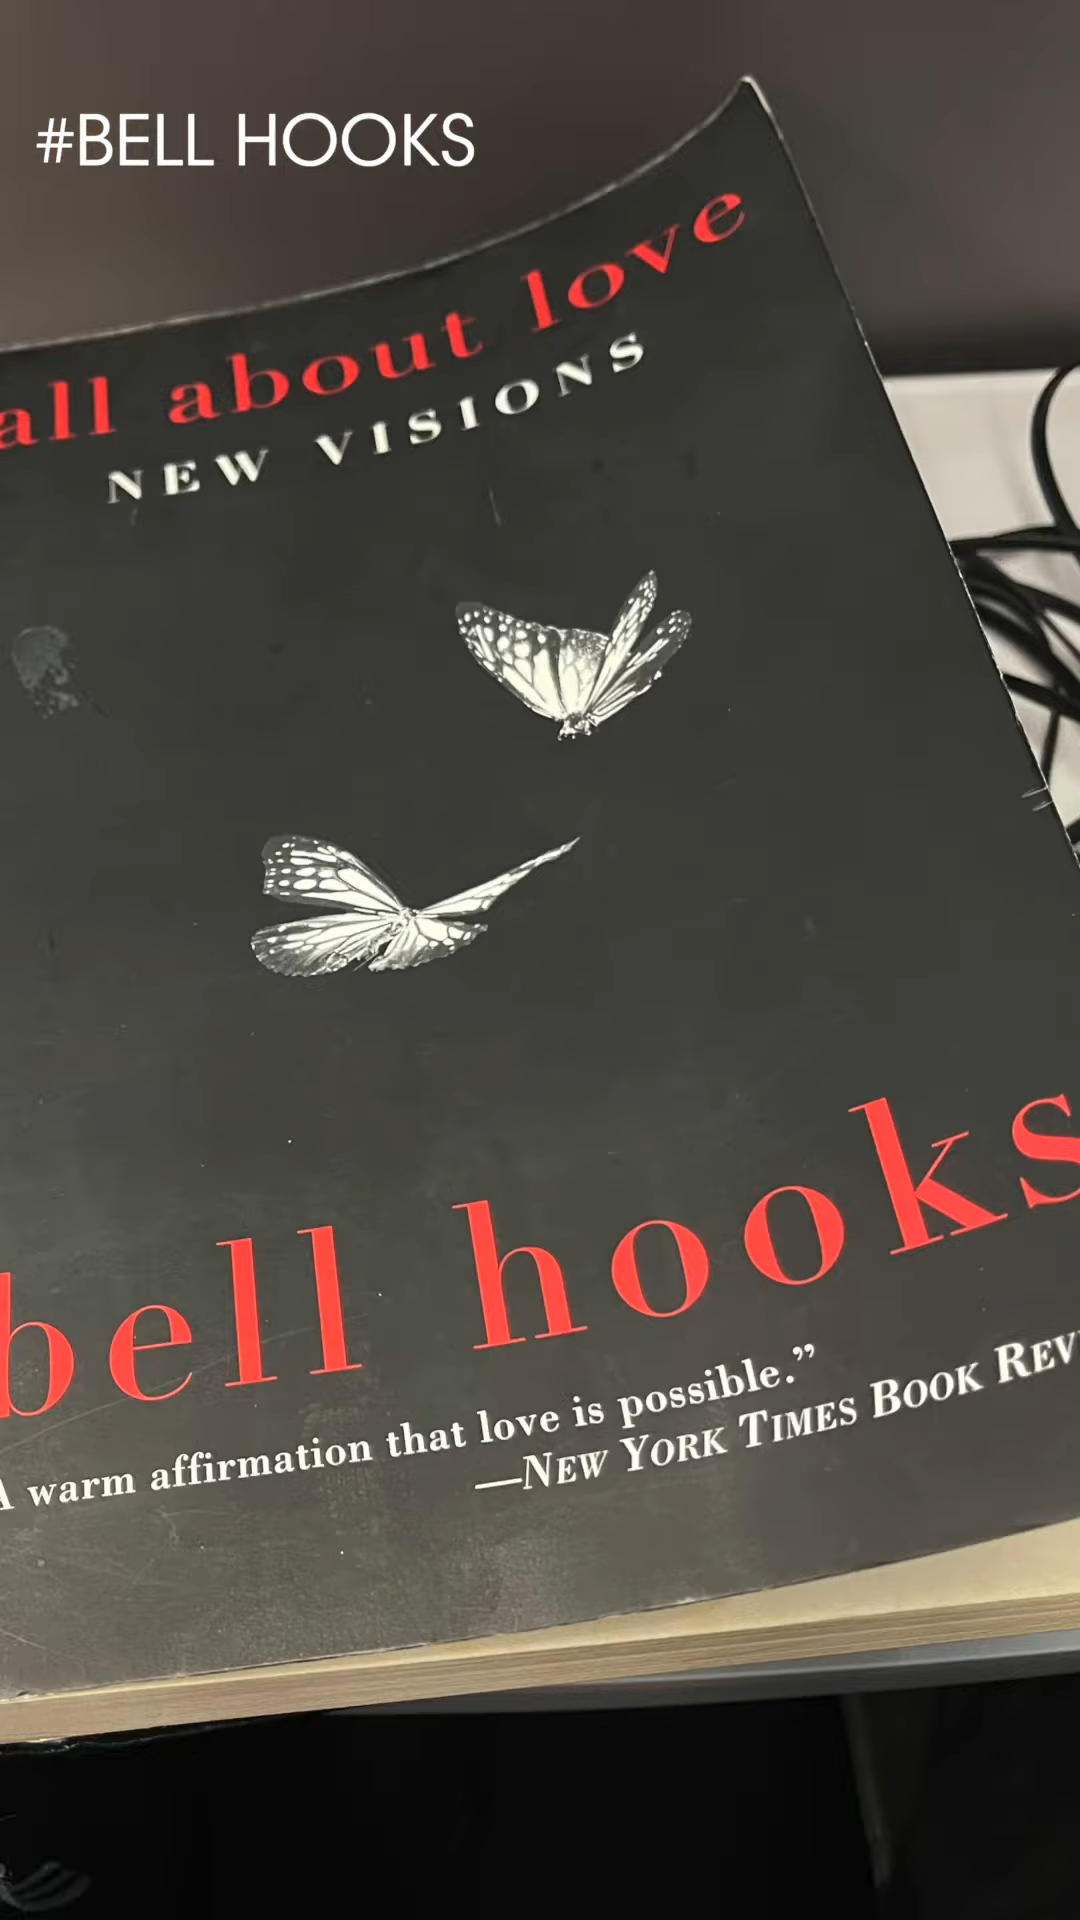 #BELL HOOKS
all about love
NEW VISIONS
bell hooks
A warm affirmation that love is possible.”
—NEW YORK TIMES BOOK REV